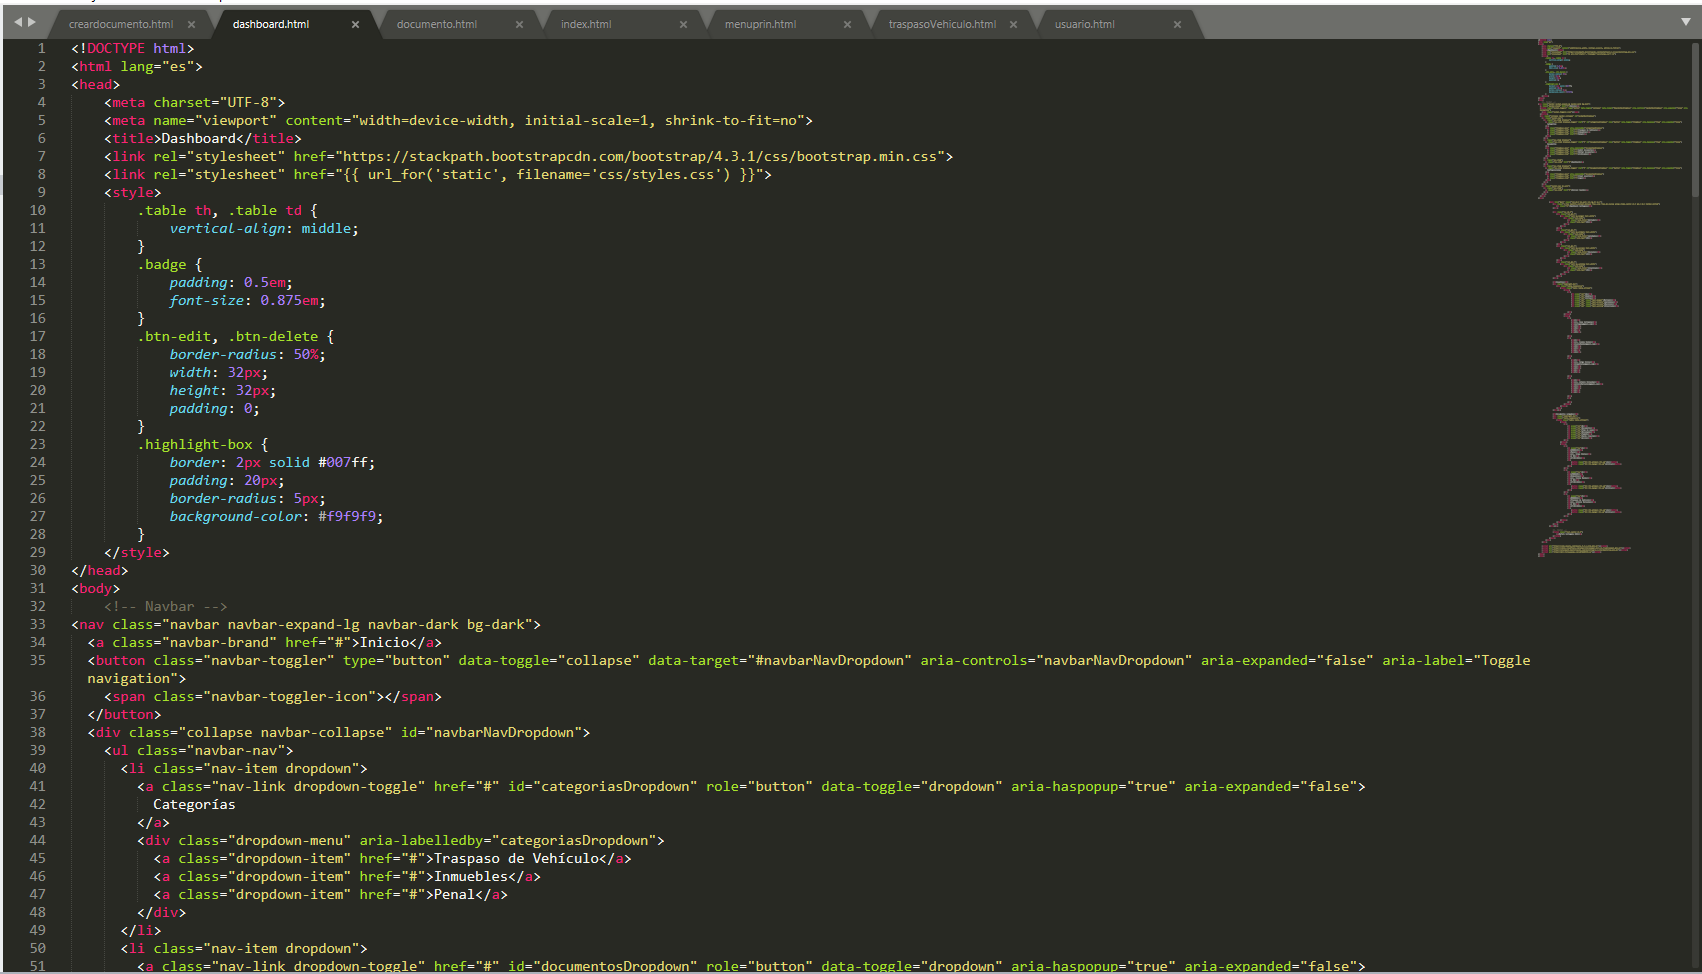 creardocumento.html × dashboard.html × documento.html × index.html × menuprin.html × traspasoVehiculo.html × usuario.html ×
1 <!DOCTYPE html>
2 <html lang="es">
3 <head>
4 <meta charset="UTF-8">
5 <meta name="viewport" content="width=device-width, initial-scale=1, shrink-to-fit=no">
6 <title>Dashboard</title>
7 <link rel="stylesheet" href="https://stackpath.bootstrapcdn.com/bootstrap/4.3.1/css/bootstrap.min.css">
8 <link rel="stylesheet" href="{{ url_for('static', filename='css/styles.css') }}">
9 <style>
10 .table th, .table td {
11 vertical-align: middle;
12 }
13 .badge {
14 padding: 0.5em;
15 font-size: 0.875em;
16 }
17 .btn-edit, .btn-delete {
18 border-radius: 50%;
19 width: 32px;
20 height: 32px;
21 padding: 0;
22 }
23 .highlight-box {
24 border: 2px solid #007ff;
25 padding: 20px;
26 border-radius: 5px;
27 background-color: #f9f9f9;
28 }
29 </style>
30 </head>
31 <body>
32 <!-- Navbar -->
33 <nav class="navbar navbar-expand-lg navbar-dark bg-dark">
34 <a class="navbar-brand" href="#">Inicio</a>
35 <button class="navbar-toggler" type="button" data-toggle="collapse" data-target="#navbarNavDropdown" aria-controls="navbarNavDropdown" aria-expanded="false" aria-label="Toggle
navigation">
36 <span class="navbar-toggler-icon"></span>
37 </button>
38 <div class="collapse navbar-collapse" id="navbarNavDropdown">
39 <ul class="navbar-nav">
40 <li class="nav-item dropdown">
41 <a class="nav-link dropdown-toggle" href="#" id="categoriasDropdown" role="button" data-toggle="dropdown" aria-haspopup="true" aria-expanded="false">
42 Categorías
43 </a>
44 <div class="dropdown-menu" aria-labelledby="categoriasDropdown">
45 <a class="dropdown-item" href="#">Traspaso de Vehículo</a>
46 <a class="dropdown-item" href="#">Inmuebles</a>
47 <a class="dropdown-item" href="#">Penal</a>
48 </div>
49 </li>
50 <li class="nav-item dropdown">
51 <a class="nav-link dropdown-toggle" href="#" id="documentosDropdown" role="button" data-toggle="dropdown" aria-haspopup="true" aria-expanded="false">